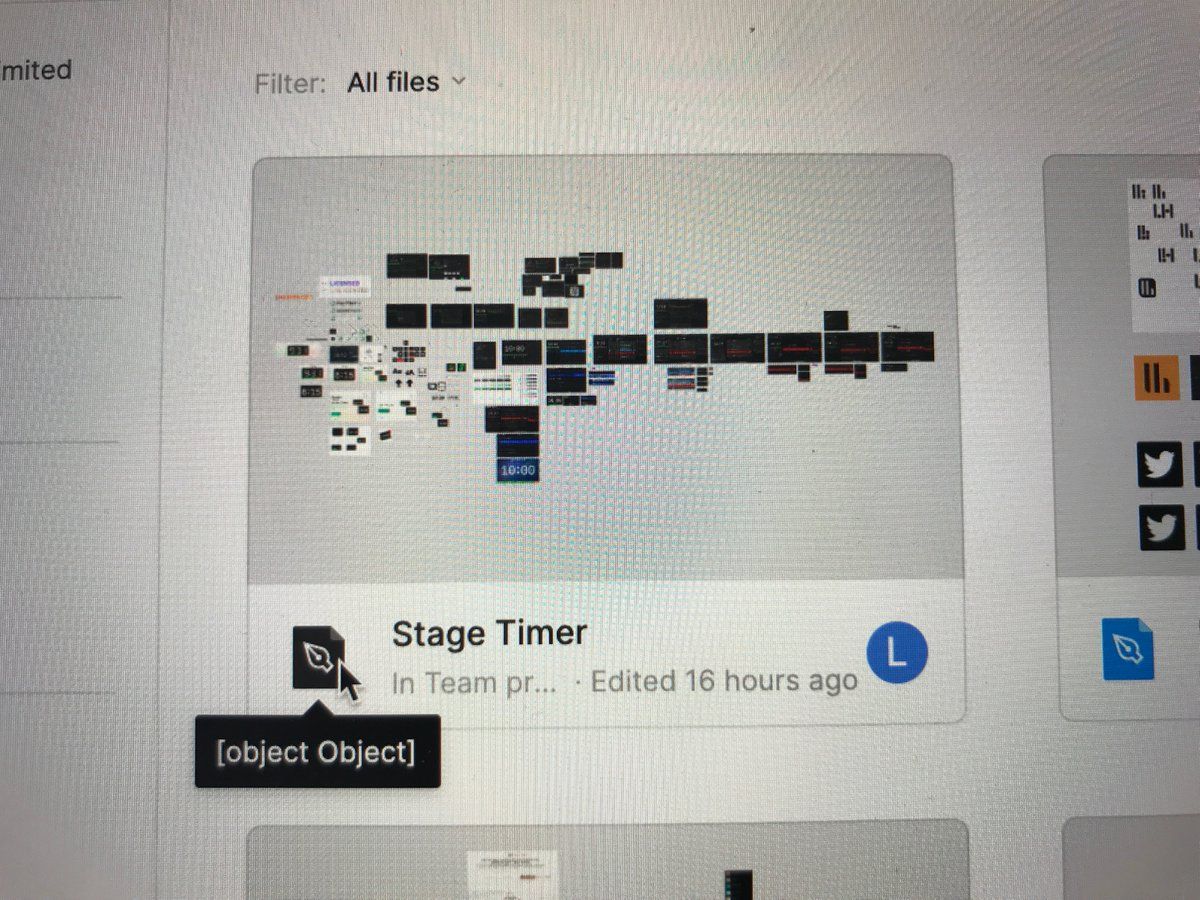 mited
Filter: All files
LICENSED
10:00
10:00
Stage Timer
In Team pr... · Edited 16 hours ago
L
[object Object]